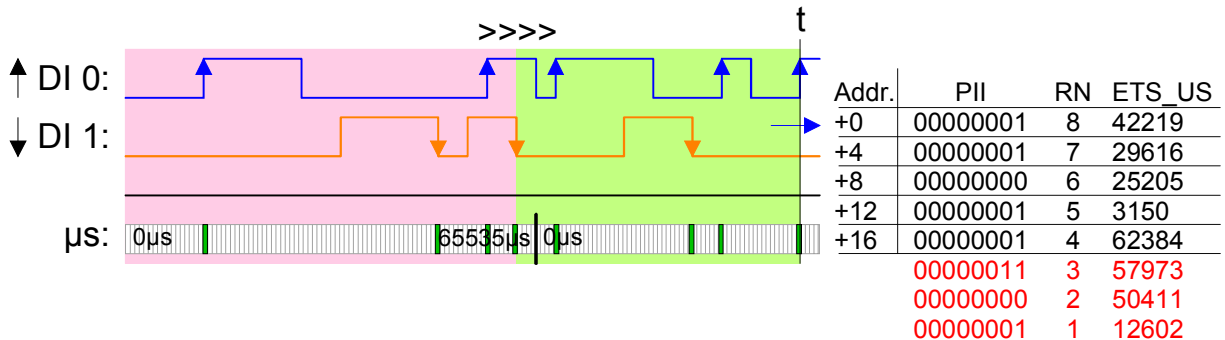 >>>> t
DI 0:
DI 1:
µs: 0µs 65535µs 0µs
Addr. PII RN ETS_US
+0 00000001 8 42219
+4 00000001 7 29616
+8 00000000 6 25205
+12 00000001 5 3150
+16 00000001 4 62384
00000011 3 57973
00000000 2 50411
00000001 1 12602